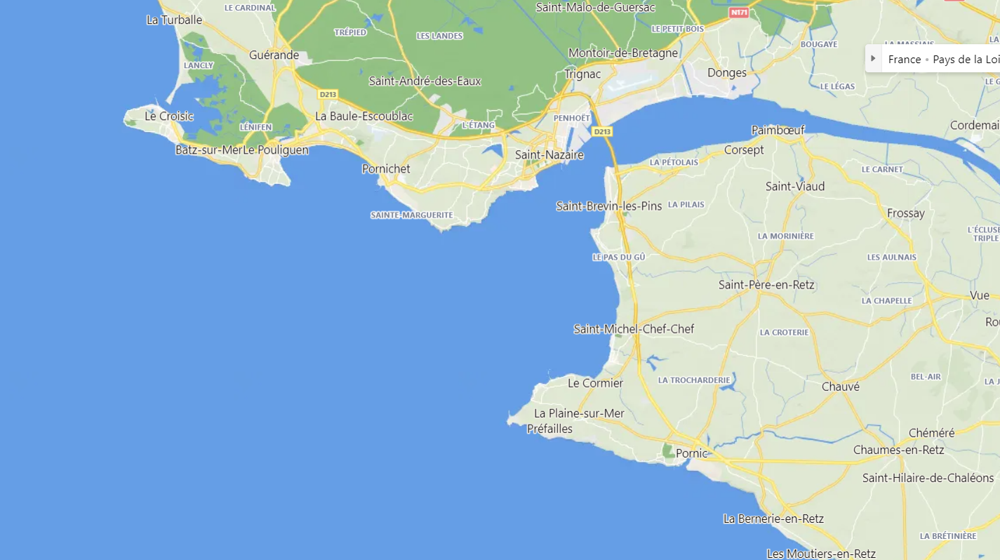 Saint-Malo-de-Guersac
LE CARDINAL
N171
La Turballe
LE PETIT BOIS
TRÉPIED
LES LANDES
BOUGAYE
LA MASSIAIS
LA
Guérande
Montoir-de-Bretagne
France • Pays de la Loi
LANCLY
Trignac
Donges
Saint-André-des-Eaux
LE G
LE LÉGAS
D213
Le Croisic
La Baule-Escoublac
PENHOËT
L'ÉTANG
LÉNIFEN
D213
Paimbœuf
Cordemai
Batz-sur-Mer
Le Pouliguen
Corsept
Saint-Nazaire
LA PÉTOLAIS
Pornichet
LE CARNET
Saint-Viaud
Saint-Brevin-les-Pins
LA PILAIS
SAINTE-MARGUERITE
Frossay
L'ÉCLUSE
TRIPLE
LA MORINIÈRE
LE PAS DU GÛ
LES AULNAIS
Saint-Père-en-Retz
Vue
LA CHAPELLE
Rou
Saint-Michel-Chef-Chef
LA CROTERIE
BEL-AIR
LA TROCHARDERIE
Le Cormier
LA J
Chauvé
La Plaine-sur-Mer
Préfailles
Chéméré
Pornic
Chaumes-en-Retz
Saint-Hilaire-de-Chaléons
La Bernerie-en-Retz
LA BRÉTINIÈRE
Les Moutiers-en-Retz